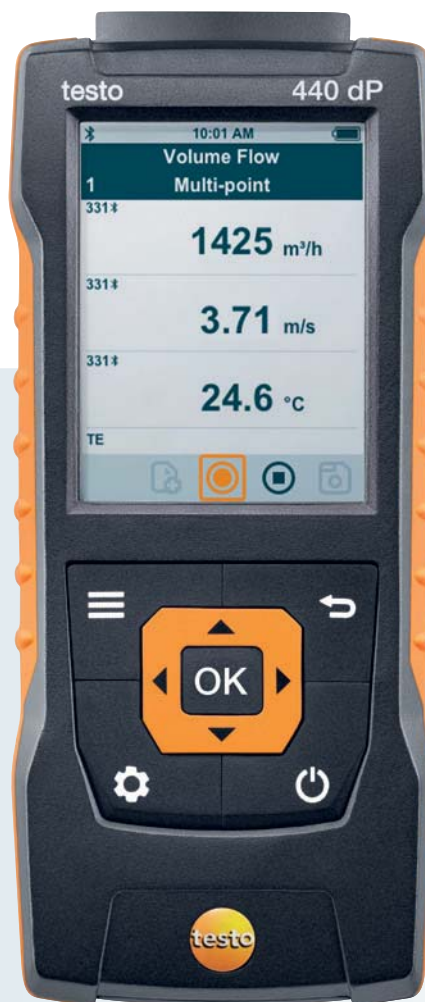 testo 440 dP
10:01 AM
Volume Flow
1 Multi-point
331
1425 m³/h
331
3.71 m/s
331
24.6 °C
TE
OK
testo